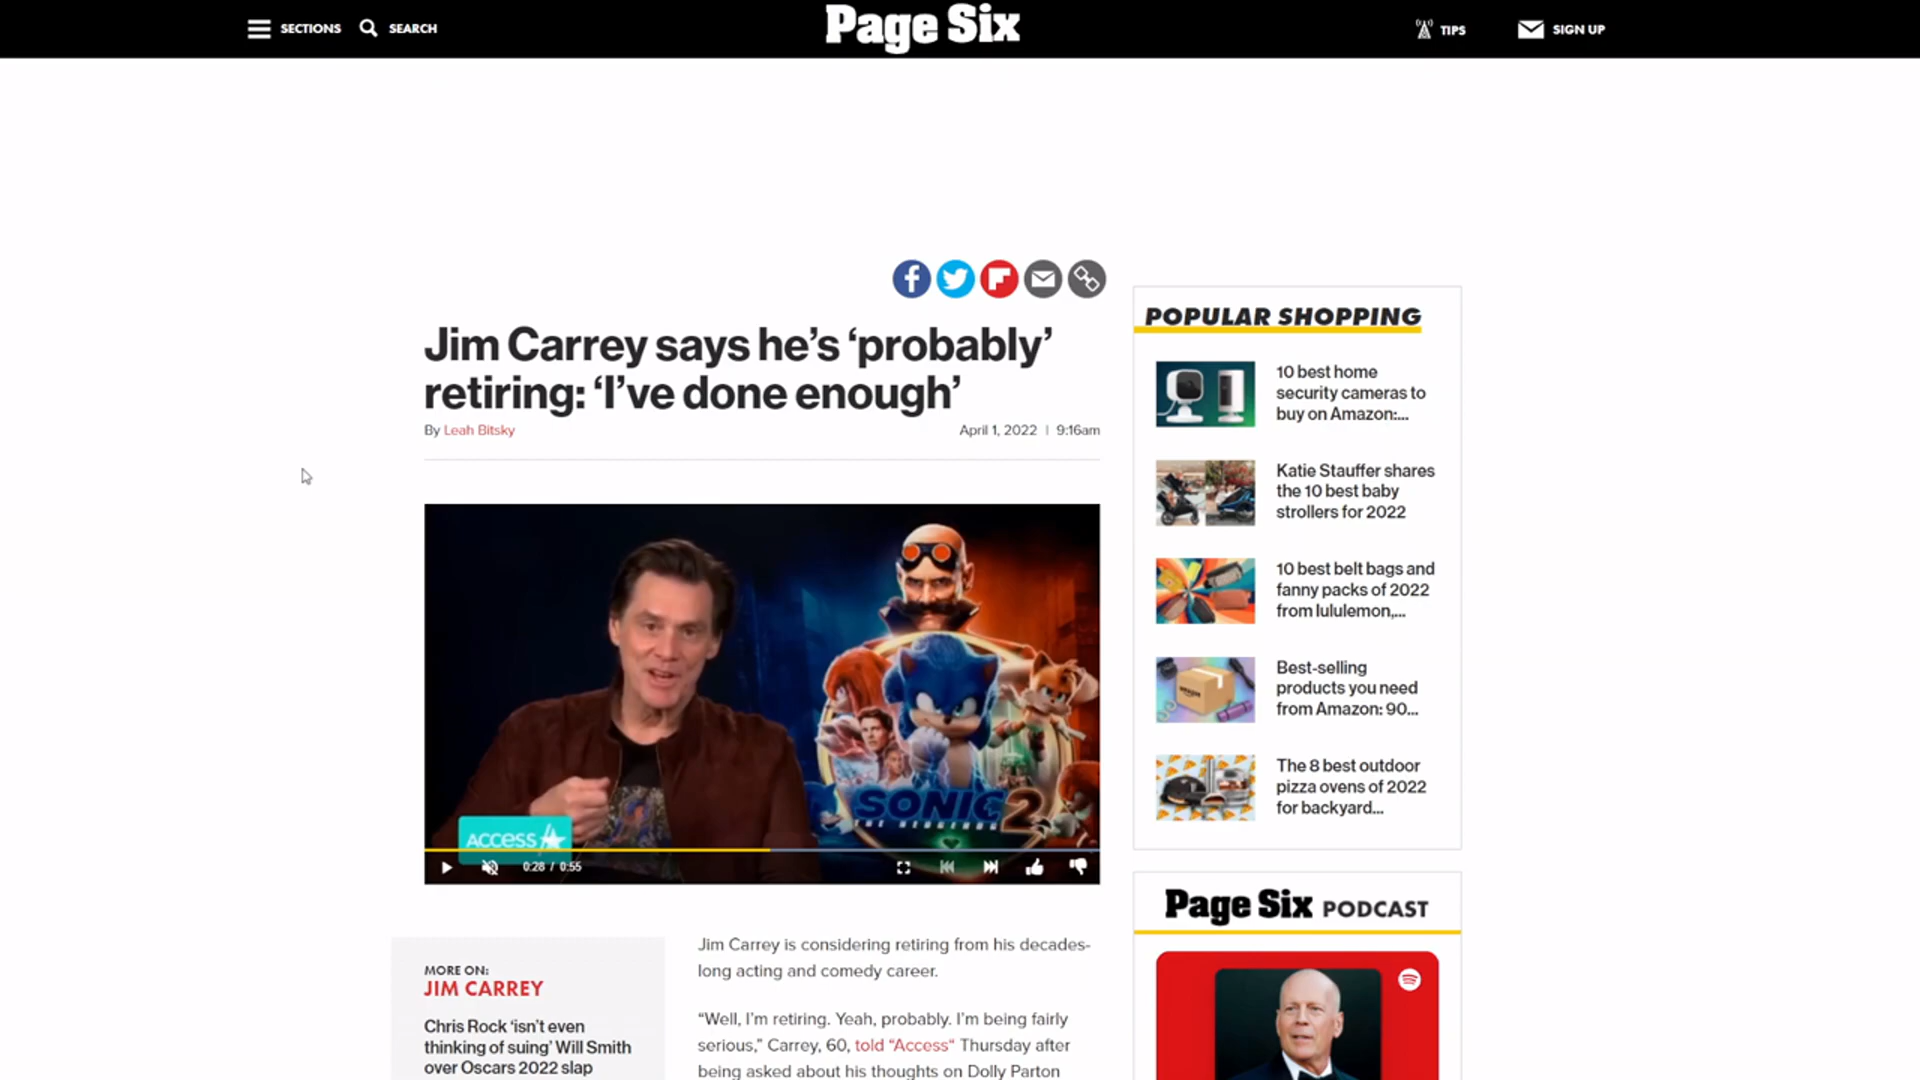 SECTIONS
SEARCH
Page Six
TIPS
SIGN UP
Jim Carrey says he’s ‘probably’
retiring: ‘I’ve done enough’
By Leah Bitsky
April 1, 2022 | 9:16am
SONIC 2
THE HEDGEHOG
ACCESS
0:28 / 0:55
MORE ON:
JIM CARREY
Chris Rock ‘isn’t even
thinking of suing’ Will Smith
over Oscars 2022 slap
Jim Carrey is considering retiring from his decades-
long acting and comedy career.
“Well, I’m retiring. Yeah, probably. I’m being fairly
serious,” Carrey, 60, told “Access“ Thursday after
being asked about his thoughts on Dolly Parton
POPULAR SHOPPING
10 best home
security cameras to
buy on Amazon:...
Katie Stauffer shares
the 10 best baby
strollers for 2022
10 best belt bags and
fanny packs of 2022
from lululemon,...
Best-selling
products you need
from Amazon: 90...
The 8 best outdoor
pizza ovens of 2022
for backyard...
Page Six PODCAST